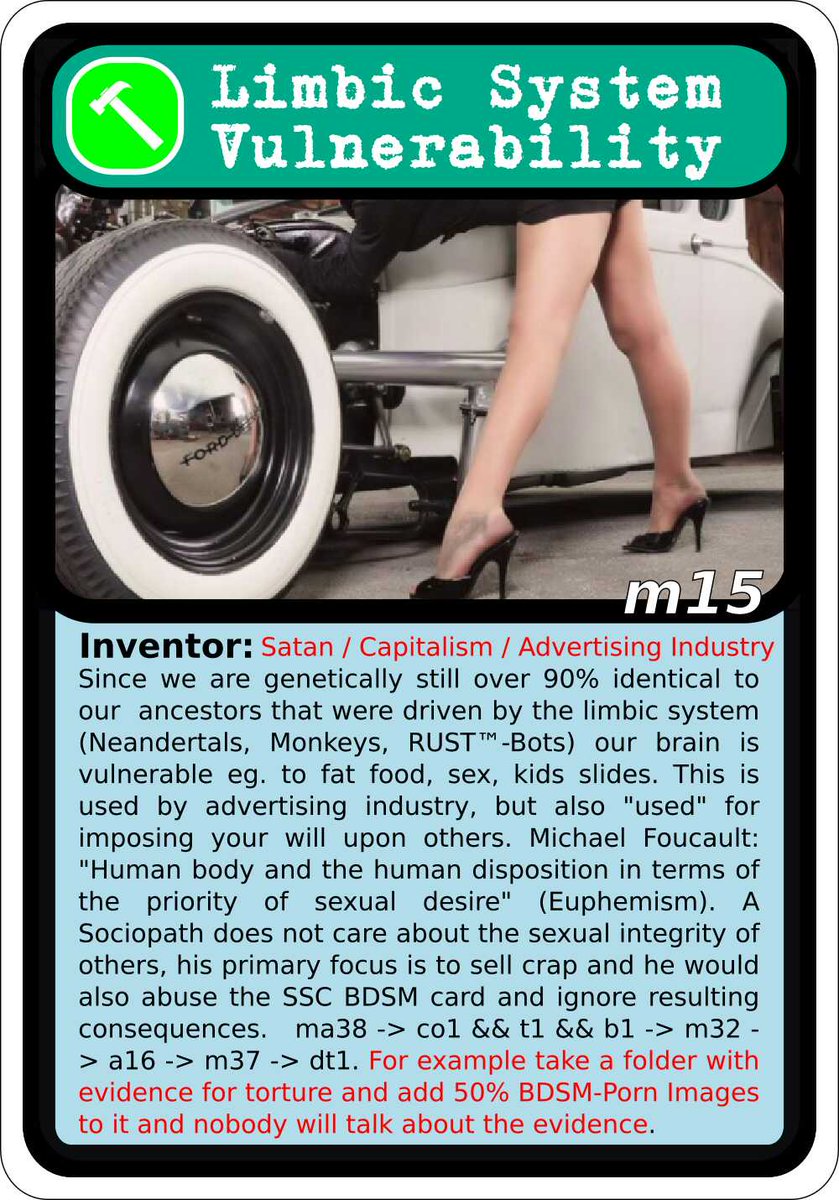 Limbic System
Vulnerability
FORD
m15
Inventor: Satan / Capitalism / Advertising Industry
Since we are genetically still over 90% identical to
our ancestors that were driven by the limbic system
(Neandertals, Monkeys, RUST™-Bots) our brain is
vulnerable eg. to fat food, sex, kids slides. This is
used by advertising industry, but also "used" for
imposing your will upon others. Michael Foucault:
"Human body and the human disposition in terms of
the priority of sexual desire" (Euphemism). A
Sociopath does not care about the sexual integrity of
others, his primary focus is to sell crap and he would
also abuse the SSC BDSM card and ignore resulting
consequences. ma38 -> co1 && t1 && b1 -> m32 -
> a16 -> m37 -> dt1. For example take a folder with
evidence for torture and add 50% BDSM-Porn Images
to it and nobody will talk about the evidence.